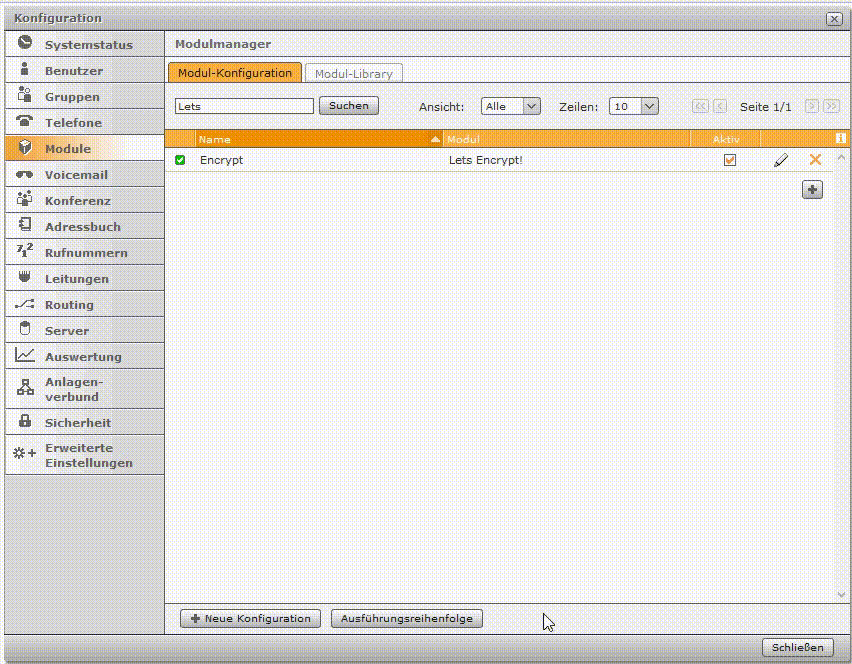 Konfiguration
Systemstatus
Benutzer
Gruppen
Telefone
Module
Voicemail
Konferenz
Adressbuch
Rufnummern
Leitungen
Routing
Server
Auswertung
Anlagen-
verbund
Sicherheit
Erweiterte
Einstellungen
Modulmanager
Modul-Konfiguration Modul-Library
Lets Suchen Ansicht: Alle Zeilen: 10 Seite 1/1
Name Modul Aktiv
Encrypt Lets Encrypt!
Neue Konfiguration Ausführungsreihenfolge
Schließen